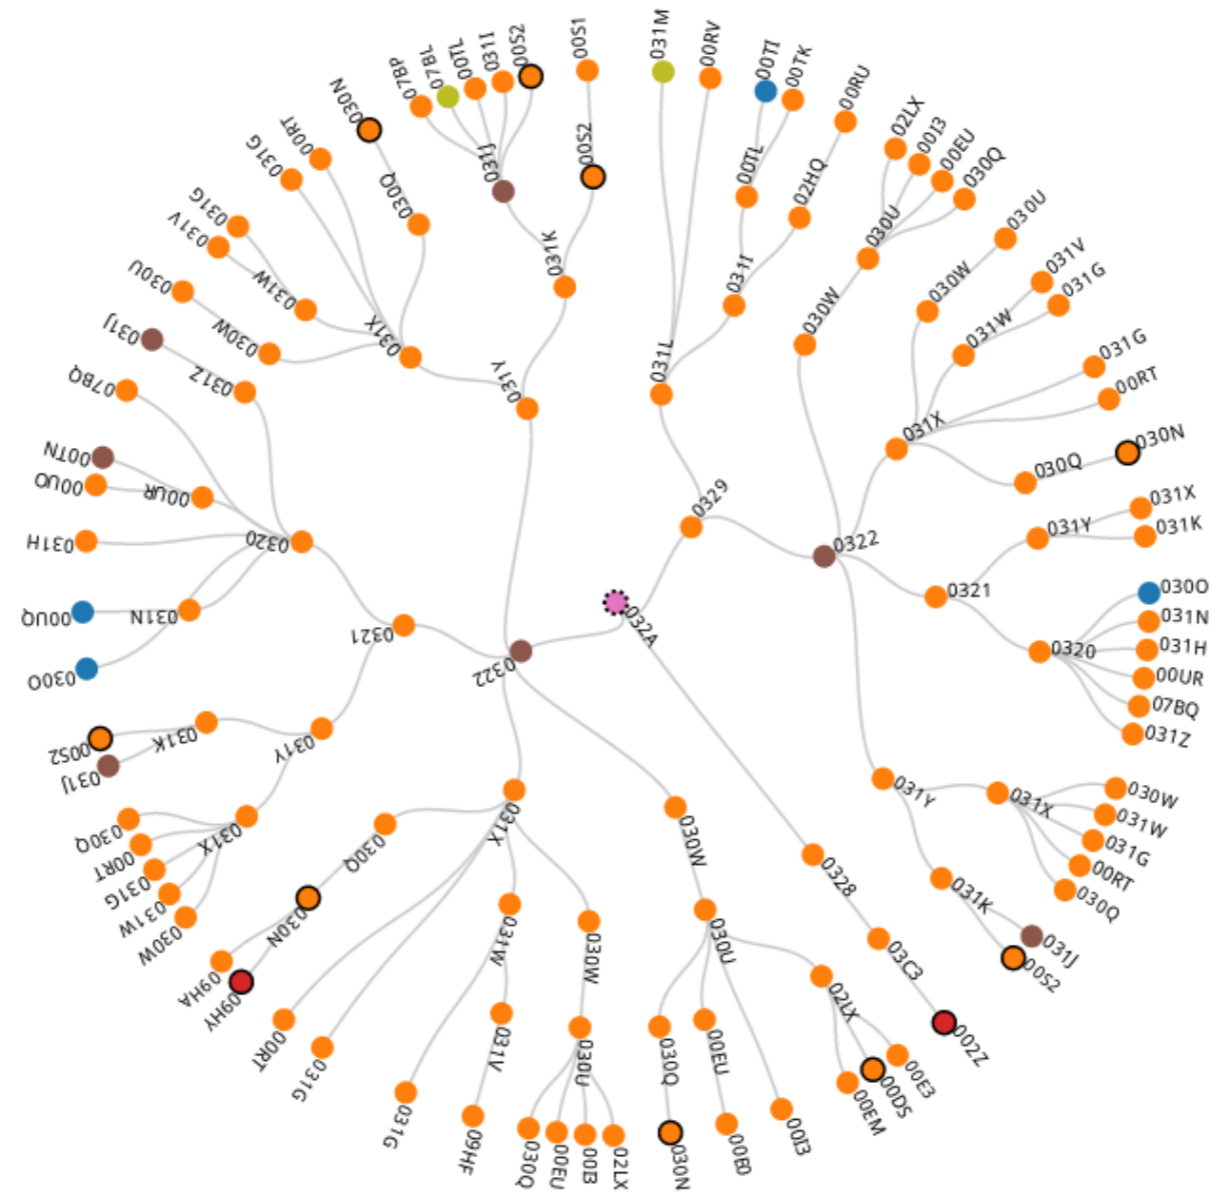 032A
0329
031L
031M
00RV
031I
00TL
00TI
00TK
02HQ
00RU
0322
030W
030U
02LX
00I3
00EU
030Q
031X
030W
030U
031W
031V
031G
031G
00RT
030Q
030N
0321
031Y
031X
031K
0320
030O
031N
031H
00UR
07BQ
031Z
031Y
031X
030W
031W
031G
00RT
030Q
031K
031J
00S2
0328
03C3
002Z
0322
030W
030U
02LX
00E3
00DS
00EM
00I3
00EU
030Q
030N
031X
030W
030U
02LX
00I3
00EU
030Q
031W
031V
09HF
031G
031G
00RT
030Q
030N
09HY
09HA
0321
031Y
031X
030W
031W
031G
00RT
030Q
031K
031J
00S2
0320
030O
031N
00UQ
031H
00UR
00UO
00TN
07BQ
031Z
031J
031Y
031X
030W
030U
031W
031V
031G
031G
00RT
030Q
030N
031K
031J
07BP
07BL
00TL
031I
00S2
00S2
00S1